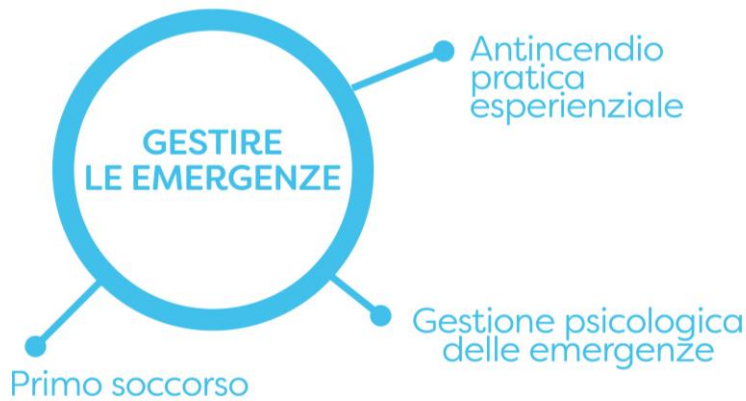 GESTIRE
LE EMERGENZE
Antincendio
pratica
esperienziale
Gestione psicologica
delle emergenze
Primo soccorso